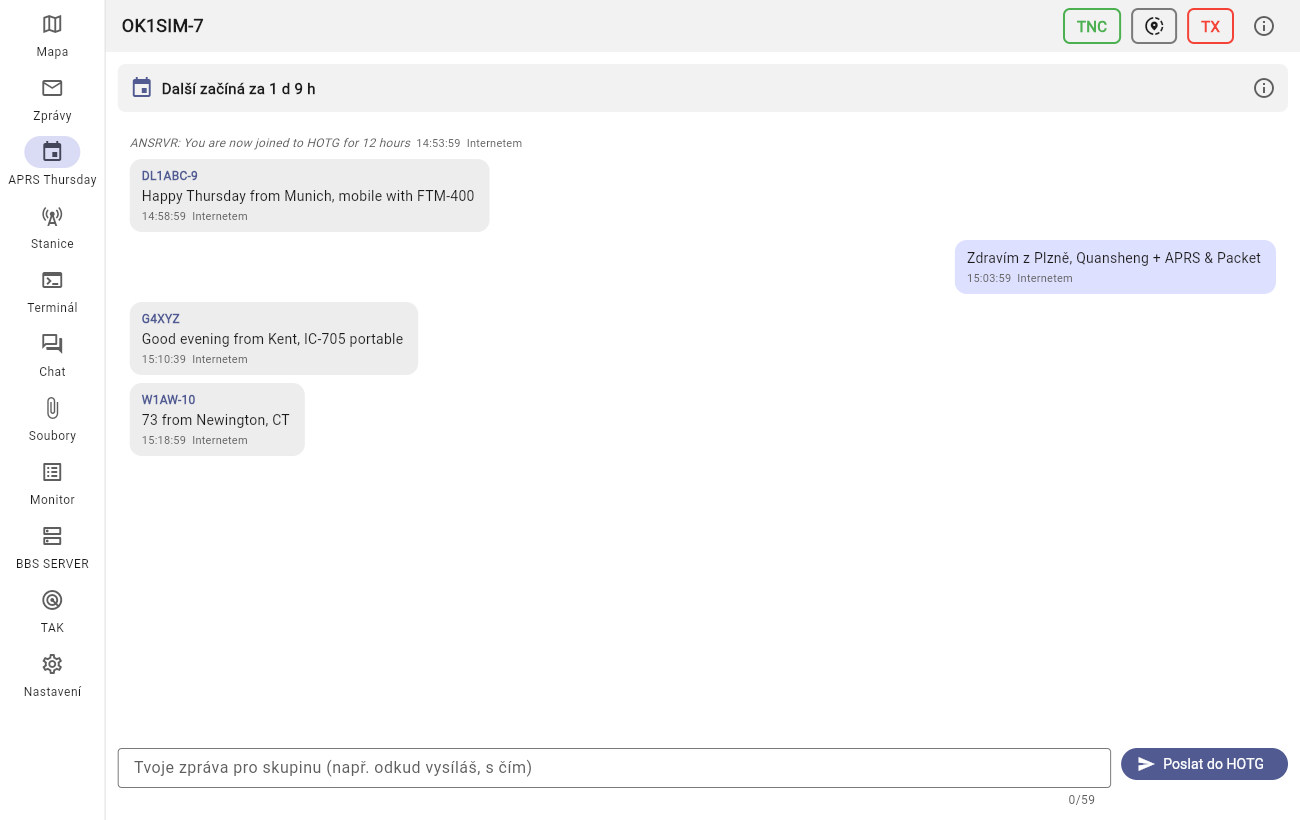 OK1SIM-7
TNC
TX
Mapa
Zprávy
APRS Thursday
Stanice
Terminál
Chat
Soubory
Monitor
BBS SERVER
TAK
Nastavení
Další začíná za 1 d 9 h
ANSRVR: You are now joined to HOTG for 12 hours 14:53:59 Internetem
DL1ABC-9
Happy Thursday from Munich, mobile with FTM-400
14:58:59 Internetem
Zdravím z Plzně, Quansheng + APRS & Packet
15:03:59 Internetem
G4XYZ
Good evening from Kent, IC-705 portable
15:10:39 Internetem
W1AW-10
73 from Newington, CT
15:18:59 Internetem
Tvoje zpráva pro skupinu (např. odkud vysíláš, s čím)
Poslat do HOTG
0/59